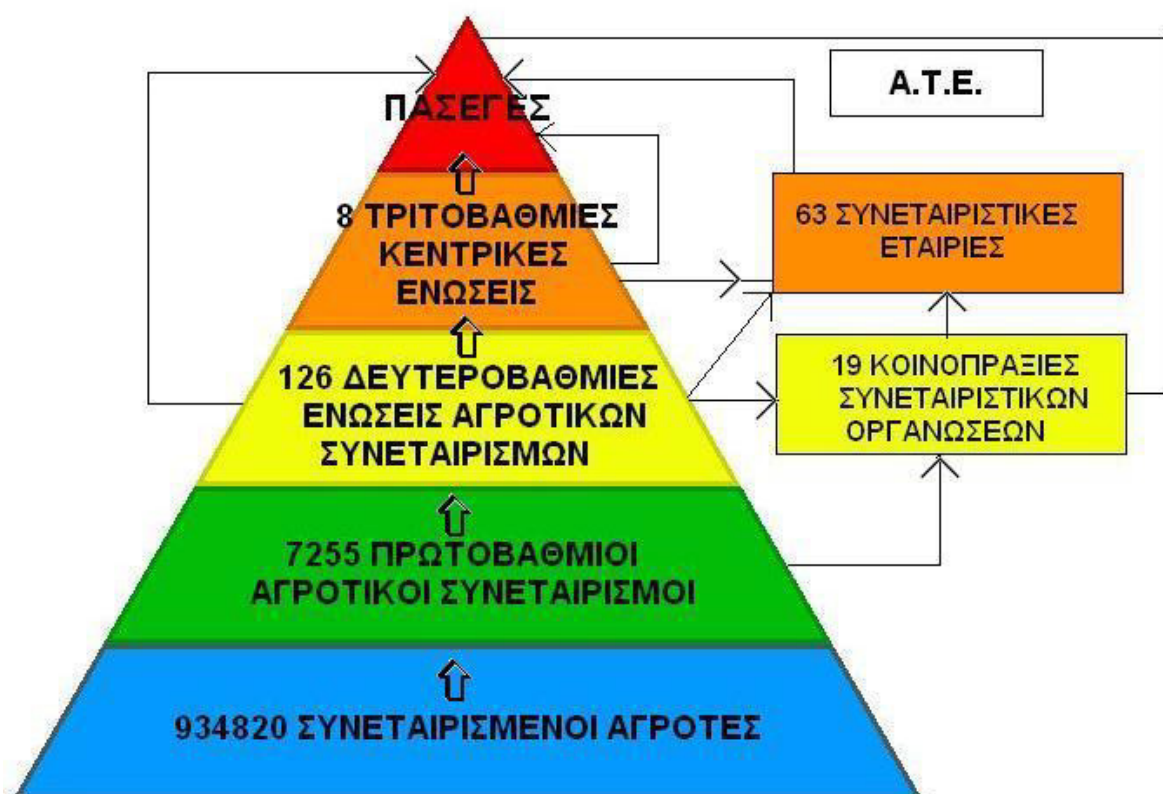 ΠΑΣΕΓΕΣ
Α.Τ.Ε.
8 ΤΡΙΤΟΒΑΘΜΙΕΣ
ΚΕΝΤΡΙΚΕΣ
ΕΝΩΣΕΙΣ
63 ΣΥΝΕΤΑΙΡΙΣΤΙΚΕΣ
ΕΤΑΙΡΙΕΣ
126 ΔΕΥΤΕΡΟΒΑΘΜΙΕΣ
ΕΝΩΣΕΙΣ ΑΓΡΟΤΙΚΩΝ
ΣΥΝΕΤΑΙΡΙΣΜΩΝ
19 ΚΟΙΝΟΠΡΑΞΙΕΣ
ΣΥΝΕΤΑΙΡΙΣΤΙΚΩΝ
ΟΡΓΑΝΩΣΕΩΝ
7255 ΠΡΩΤΟΒΑΘΜΙΟΙ
ΑΓΡΟΤΙΚΟΙ ΣΥΝΕΤΑΙΡΙΣΜΟΙ
934820 ΣΥΝΕΤΑΙΡΙΣΜΕΝΟΙ ΑΓΡΟΤΕΣ